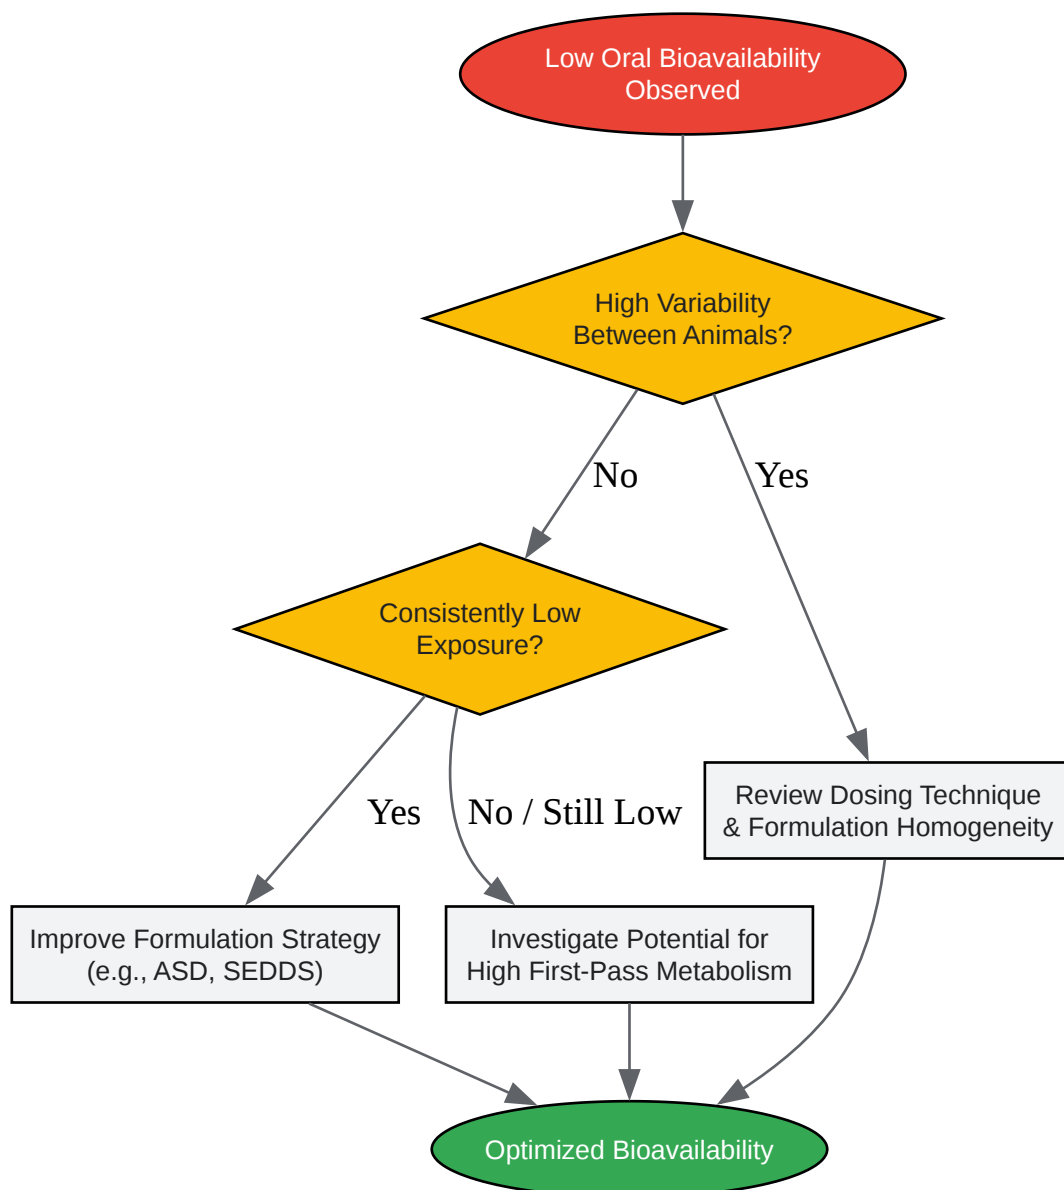 Low Oral Bioavailability
Observed
High Variability
Between Animals?
No
Yes
Consistently Low
Exposure?
Yes
No / Still Low
Review Dosing Technique
& Formulation Homogeneity
Improve Formulation Strategy
(e.g., ASD, SEDDS)
Investigate Potential for
High First-Pass Metabolism
Optimized Bioavailability